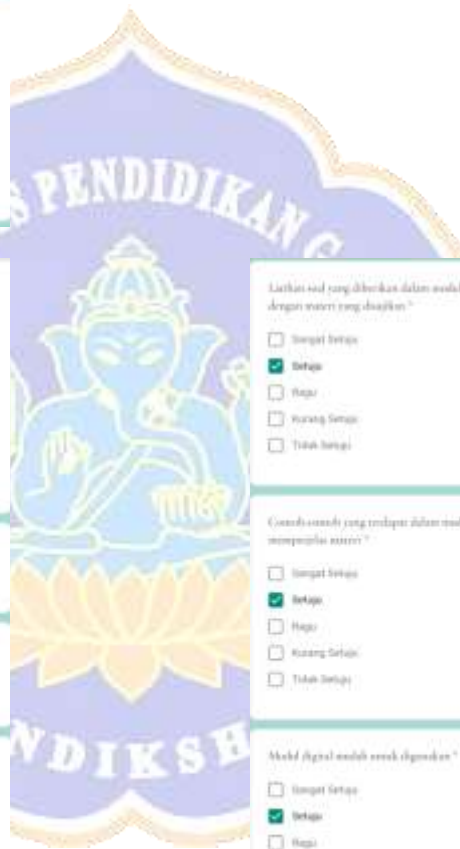 S PENDIDIKAN G
Latihan soal yang diberikan dalam modul
dengan materi yang disajikan *
Sangat Setuju
Setuju
Ragu
Kurang Setuju
Tidak Setuju
Contoh-contoh yang terdapat dalam mod
memperjelas materi *
Sangat Setuju
Setuju
Ragu
Kurang Setuju
Tidak Setuju
Modul digital mudah untuk digunakan *
Sangat Setuju
Setuju
Ragu
NDIKSH